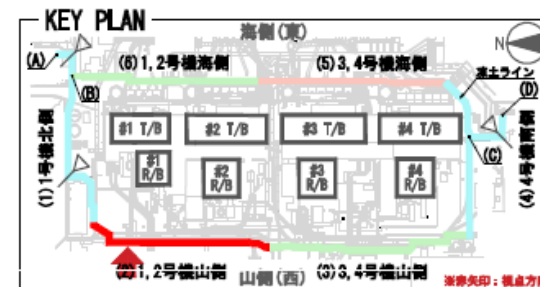 KEY PLAN
海側(東)
N
(A)
(6)1,2号機海側
(5)3,4号機海側
凍土ライン
(B)
(D)
#1 T/B
#2 T/B
#3 T/B
#4 T/B
(1)1号機北側
#1
R/B
#2
R/B
#3
R/B
#4
R/B
(C)
(4)4号機南側
(2)1,2号機山側
山側(西)
(3)3,4号機山側
※赤矢印：視点方向